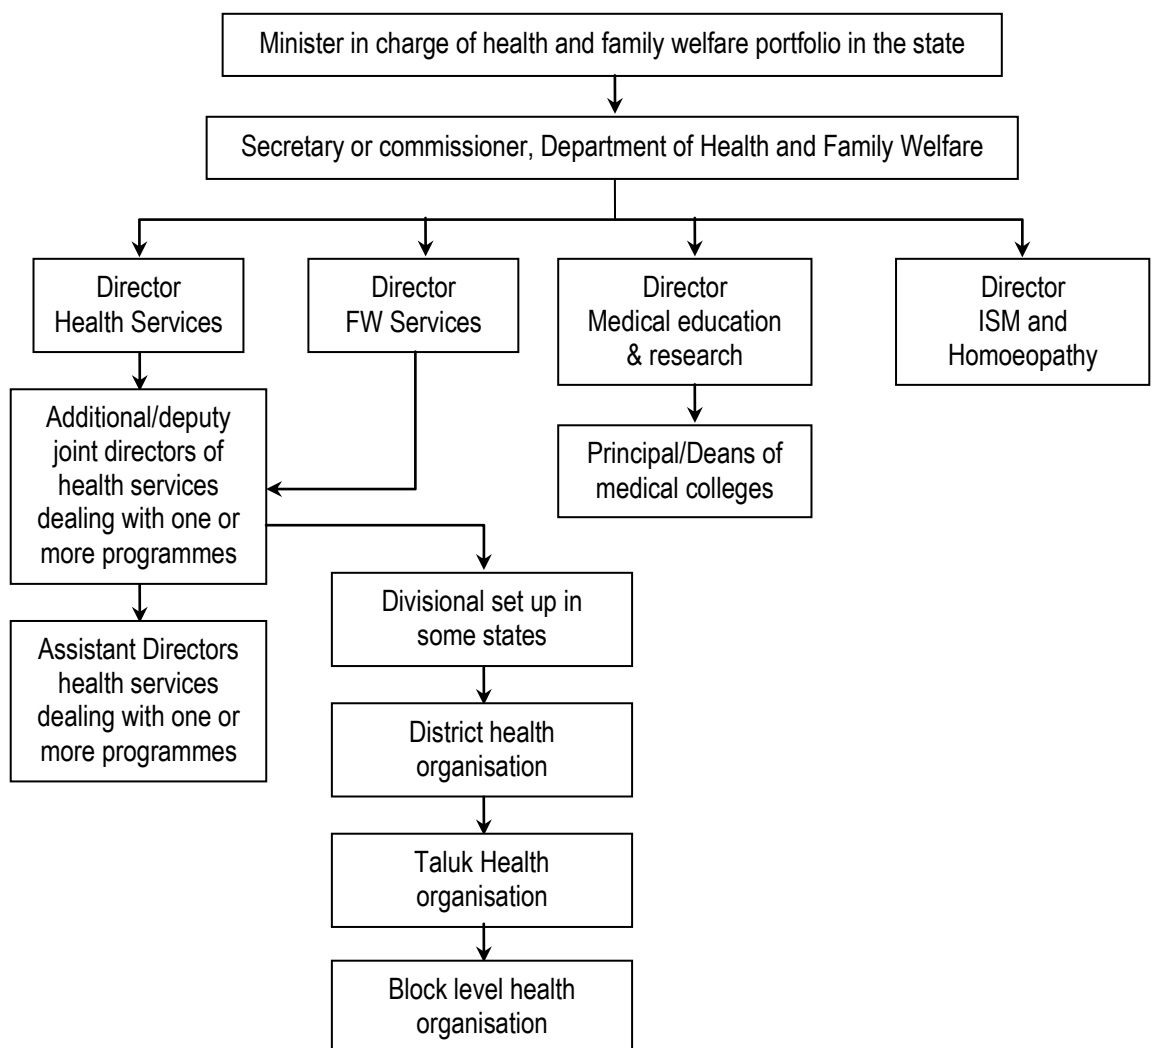 Minister in charge of health and family welfare portfolio in the state
Secretary or commissioner, Department of Health and Family Welfare
Director
Health Services
Director
FW Services
Director
Medical education
& research
Director
ISM and
Homoeopathy
Additional/deputy
joint directors of
health services
dealing with one or
more programmes
Principal/Deans of
medical colleges
Divisional set up in
some states
Assistant Directors
health services
dealing with one or
more programmes
District health
organisation
Taluk Health
organisation
Block level health
organisation